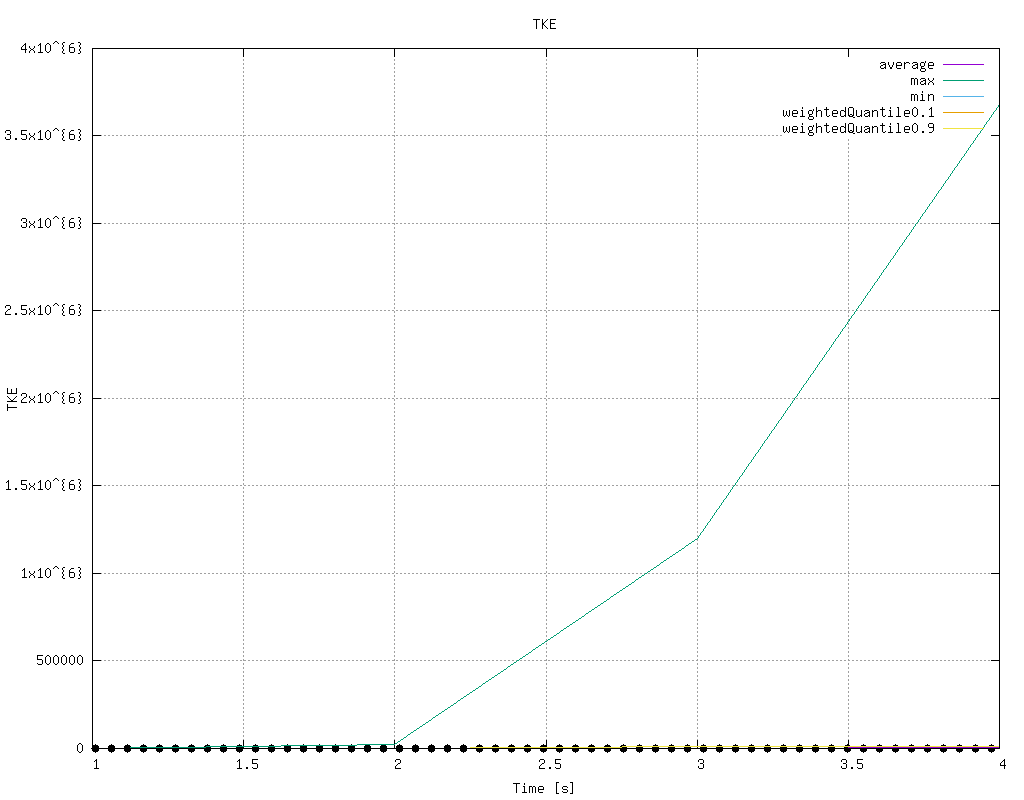 TKE
4x10^{6}
3.5x10^{6}
3x10^{6}
2.5x10^{6}
2x10^{6}
1.5x10^{6}
1x10^{6}
500000
0
TKE
average
max
min
weightedQuantile0.1
weightedQuantile0.9
1 1.5 2 2.5 3 3.5 4
Time [s]